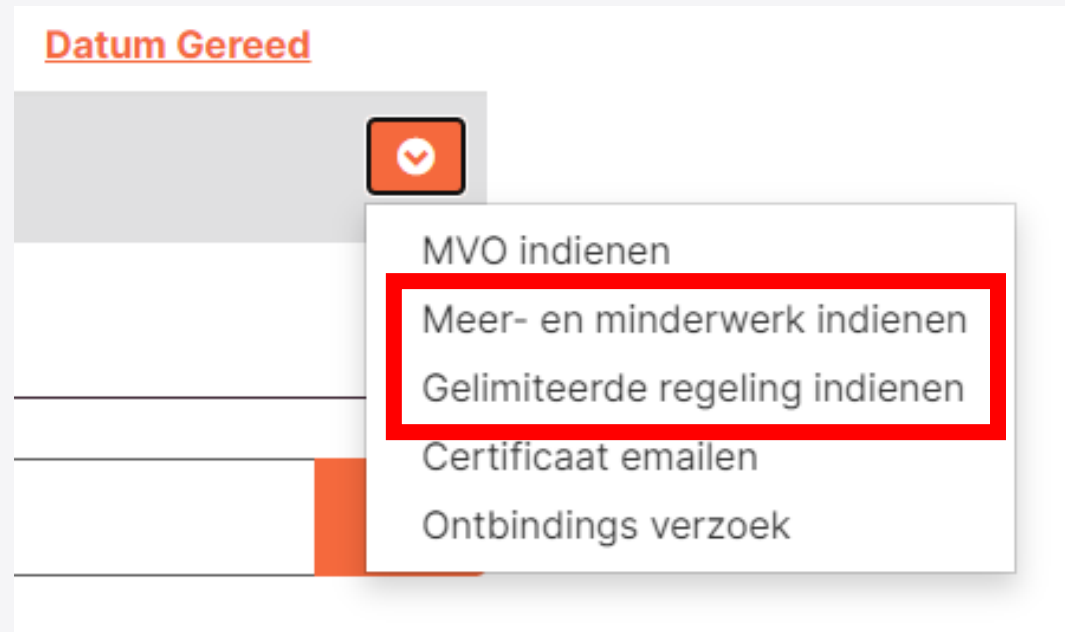 Datum Gereed
MVO indienen
Meer- en minderwerk indienen
Gelimiteerde regeling indienen
Certificaat emailen
Ontbindings verzoek